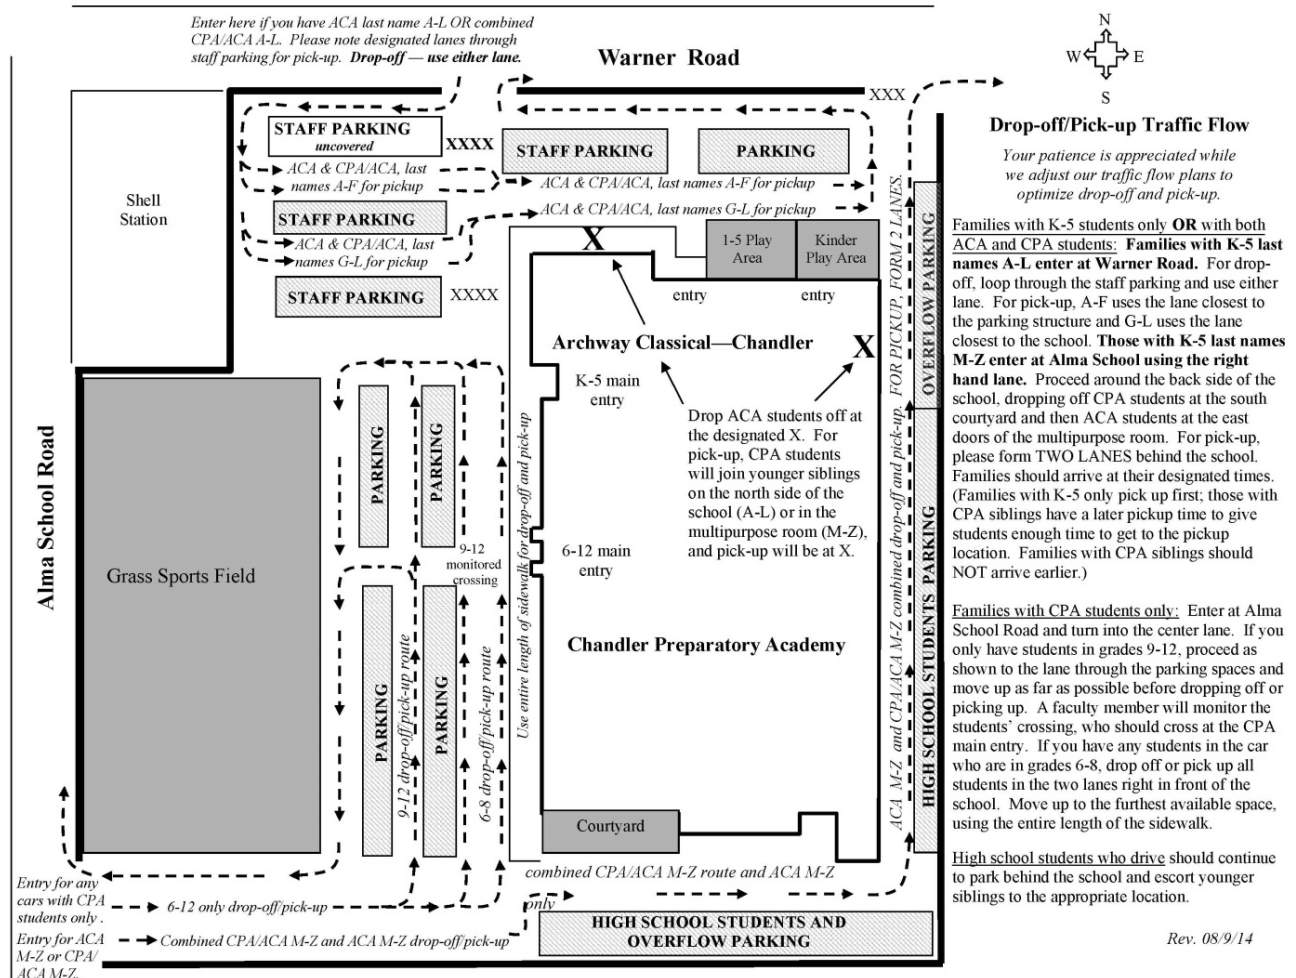 Enter here if you have ACA last name A-L OR combined
CPA/ACA A-L. Please note designated lanes through
staff parking for pick-up. Drop-off — use either lane.
Warner Road
N
W E
S
XXX
Drop-off/Pick-up Traffic Flow
Your patience is appreciated while
we adjust our traffic flow plans to
optimize drop-off and pick-up.
Families with K-5 students only OR with both
ACA and CPA students: Families with K-5 last
names A-L enter at Warner Road. For drop-
off, loop through the staff parking and use either
lane. For pick-up, A-F uses the lane closest to
the parking structure and G-L uses the lane
closest to the school. Those with K-5 last names
M-Z enter at Alma School using the right
hand lane. Proceed around the back side of the
school, dropping off CPA students at the south
courtyard and then ACA students at the east
doors of the multipurpose room. For pick-up,
please form TWO LANES behind the school.
Families should arrive at their designated times.
(Families with K-5 only pick up first; those with
CPA siblings have a later pickup time to give
students enough time to get to the pickup
location. Families with CPA siblings should
NOT arrive earlier.)
Families with CPA students only: Enter at Alma
School Road and turn into the center lane. If you
only have students in grades 9-12, proceed as
shown to the lane through the parking spaces and
move up as far as possible before dropping off or
picking up. A faculty member will monitor the
students' crossing, who should cross at the CPA
main entry. If you have any students in the car
who are in grades 6-8, drop off or pick up all
students in the two lanes right in front of the
school. Move up to the furthest available space,
using the entire length of the sidewalk.
High school students who drive should continue
to park behind the school and escort younger
siblings to the appropriate location.
Rev. 08/9/14
Shell
Station
STAFF PARKING
uncovered
XXXX
STAFF PARKING
PARKING
ACA & CPA/ACA, last
names A-F for pickup
ACA & CPA/ACA, last names A-F for pickup
STAFF PARKING
ACA & CPA/ACA, last names G-L for pickup
ACA & CPA/ACA, last
names G-L for pickup
STAFF PARKING
XXXX
X
1-5 Play
Area
Kinder
Play Area
entry
entry
Archway Classical—Chandler
X
K-5 main
entry
Drop ACA students off at
the designated X. For
pick-up, CPA students
will join younger siblings
on the north side of the
school (A-L) or in the
multipurpose room (M-Z),
and pick-up will be at X.
6-12 main
entry
Chandler Preparatory Academy
Courtyard
Alma School Road
Grass Sports Field
PARKING
PARKING
PARKING
PARKING
9-12
monitored
crossing
9-12 drop-off/pick-up route
6-8 drop-off/pick-up route
Use entire length of sidewalk for drop-off and pick-up
ACA M-Z and CPA/ACA M-Z combined drop-off and pick-up. FOR PICKUP, FORM 2 LANES.
OVERFLOW PARKING
HIGH SCHOOL STUDENTS PARKING
Entry for any
cars with CPA
students only .
6-12 only drop-off/pick-up
combined CPA/ACA M-Z route and ACA M-Z
only
Entry for ACA
M-Z or CPA/
ACA M-Z.
Combined CPA/ACA M-Z and ACA M-Z drop-off/pick-up
HIGH SCHOOL STUDENTS AND
OVERFLOW PARKING